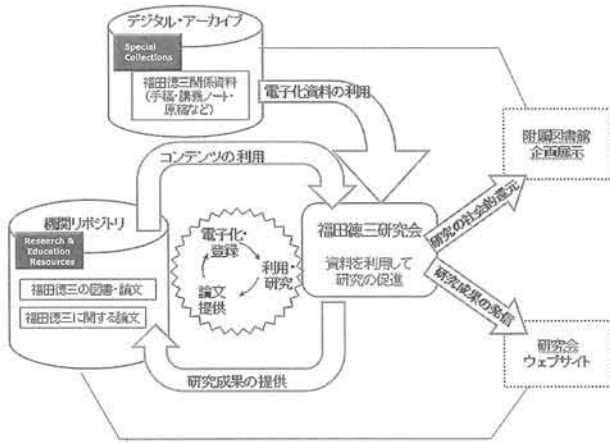 デジタル・アーカイブ
Special
Collections
福田徳三関係資料
(手稿・講義ノート・
原稿など)
電子化資料の利用
附属図書館
企画展示
コンテンツの利用
機関リポジトリ
Research &
Education
Resources
福田徳三の図書・論文
福田徳三に関する論文
電子化・
登録
利用・
研究
論文
提供
福田徳三研究会
資料を利用して
研究の促進
研究の社会的還元
研究成果の発信
研究成果の提供
研究会
ウェブサイト